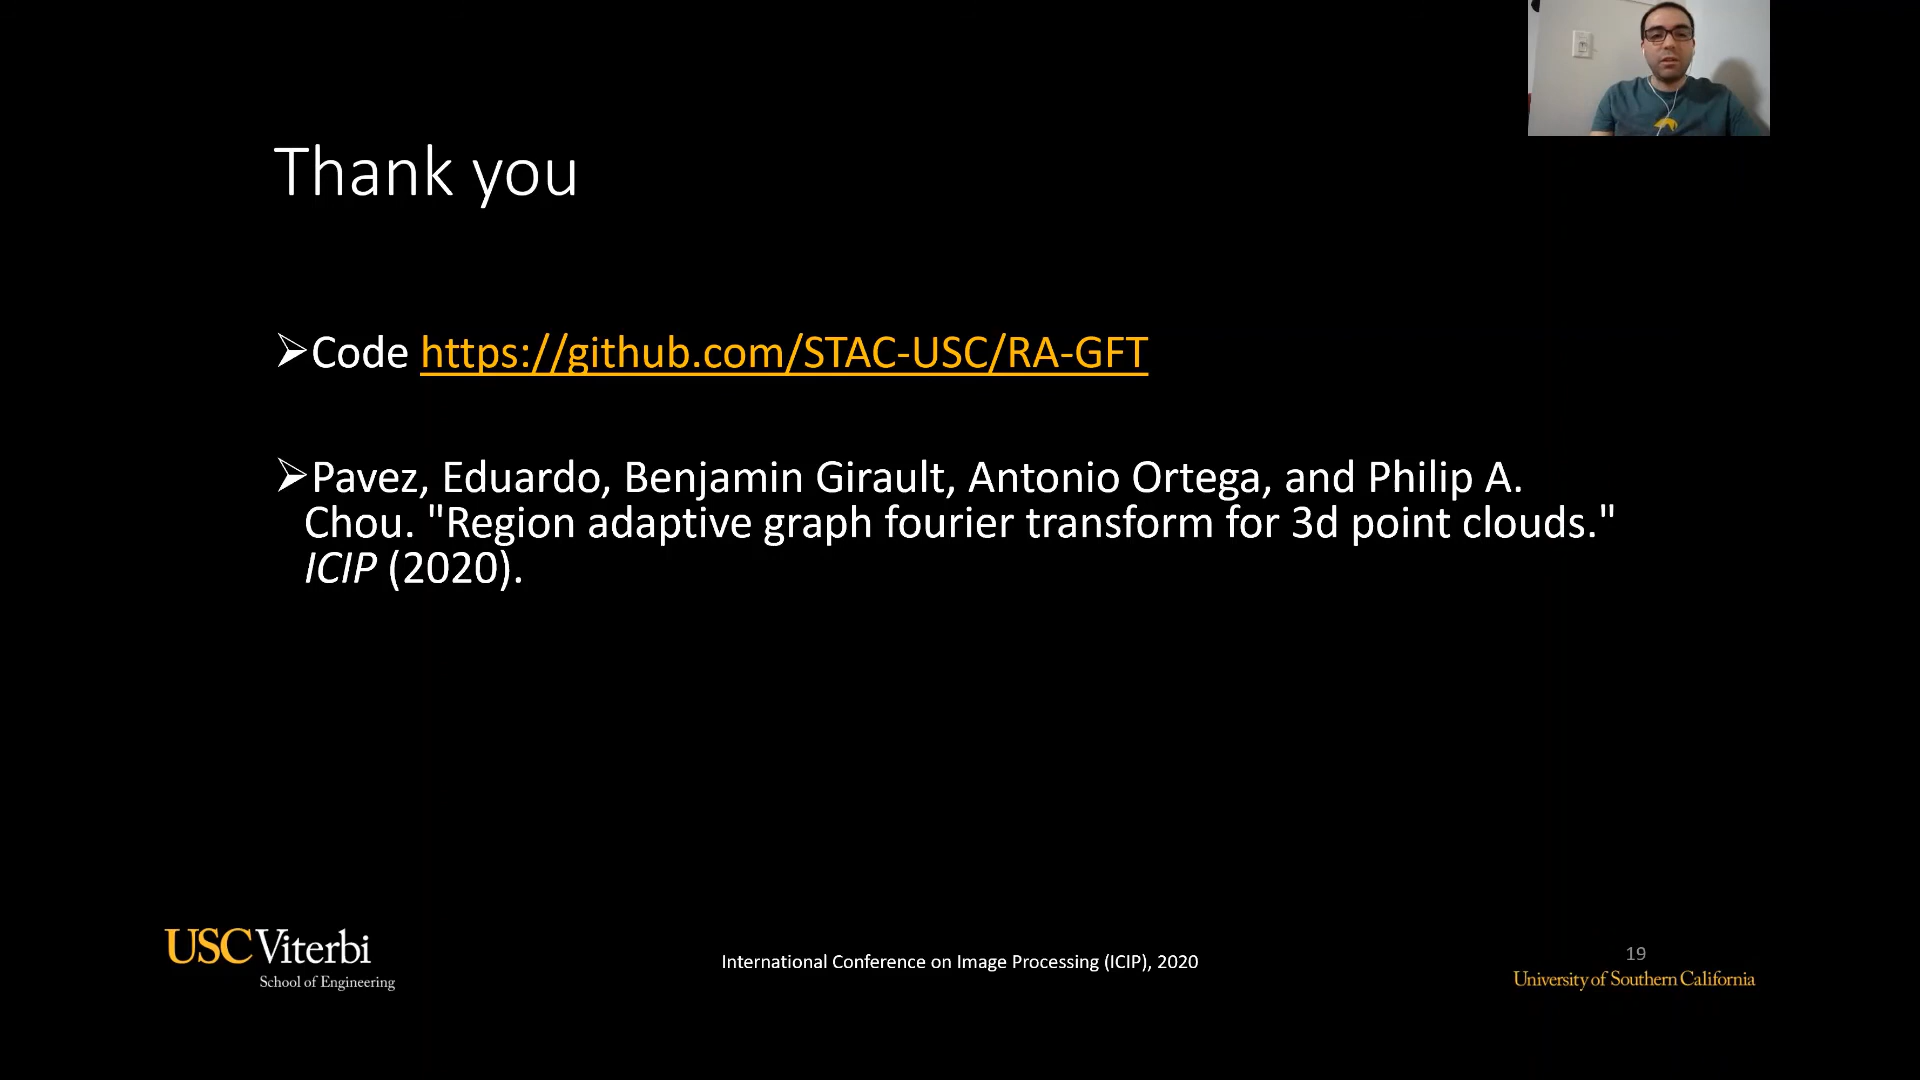 Thank you
➢Code https://github.com/STAC-USC/RA-GFT
➢Pavez, Eduardo, Benjamin Girault, Antonio Ortega, and Philip A.
Chou. "Region adaptive graph fourier transform for 3d point clouds."
ICIP (2020).
USC Viterbi
School of Engineering
International Conference on Image Processing (ICIP), 2020
19
University of Southern California